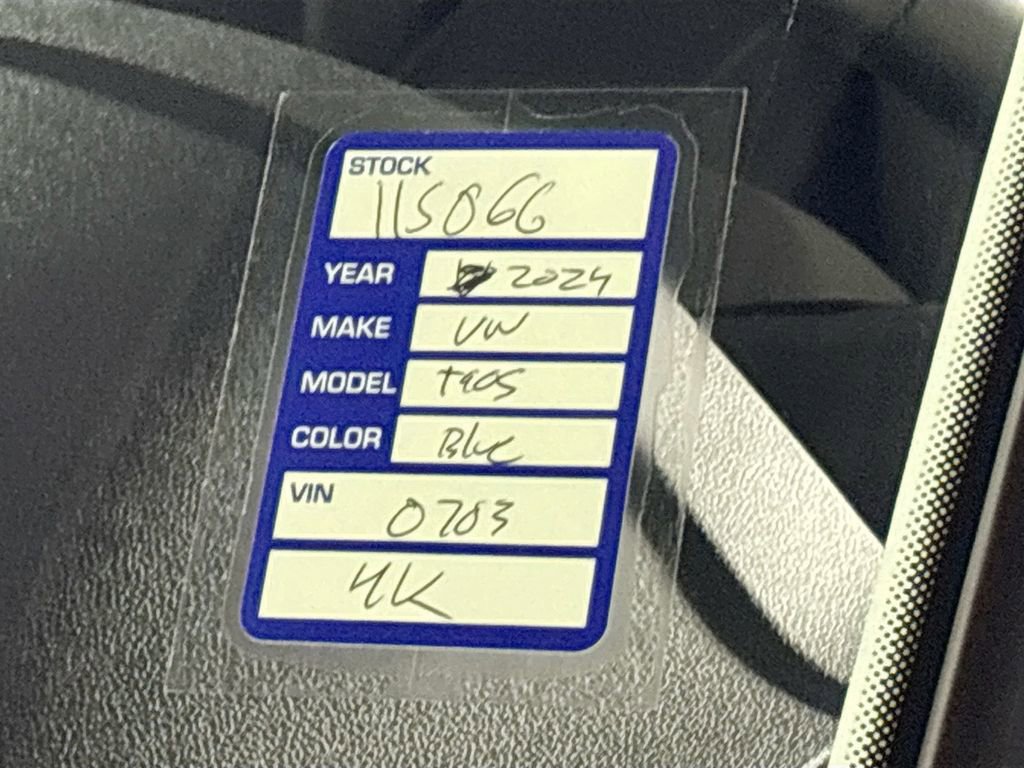 STOCK
115066
YEAR 2024
MAKE VW
MODEL TAOS
COLOR Blue
VIN
0703
4K